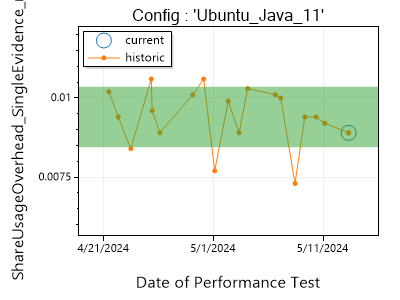 Config : 'Ubuntu_Java_11'
current
historic
ShareUsageOverhead_SingleEvidence_
0.01
0.0075
4/21/2024
5/1/2024
5/11/2024
Date of Performance Test